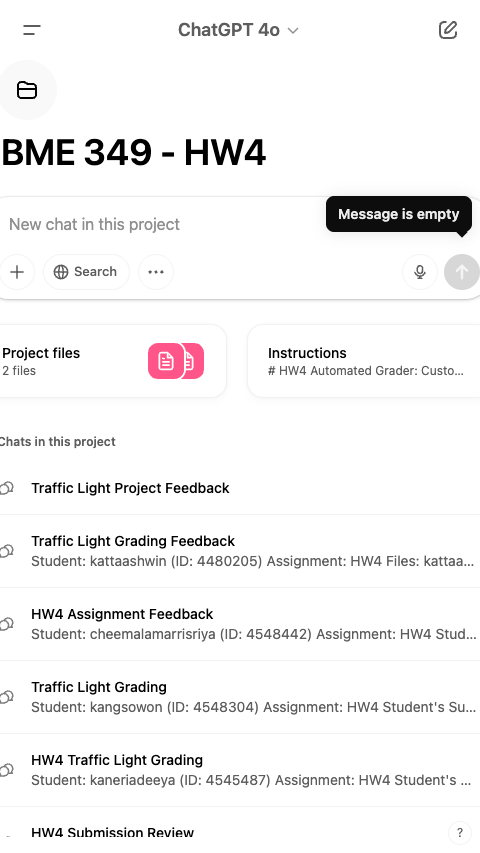 ChatGPT 4o
BME 349 - HW4
Message is empty
New chat in this project
Search
Project files
2 files
Instructions
# HW4 Automated Grader: Custo...
Chats in this project
Traffic Light Project Feedback
Traffic Light Grading Feedback
Student: kattaashwin (ID: 4480205) Assignment: HW4 Files: kattaa...
HW4 Assignment Feedback
Student: cheemalamarrisriya (ID: 4548442) Assignment: HW4 Stud...
Traffic Light Grading
Student: kangsowon (ID: 4548304) Assignment: HW4 Student's Su...
HW4 Traffic Light Grading
Student: kaneriadeeya (ID: 4545487) Assignment: HW4 Student's ...
HW4 Submission Review
?